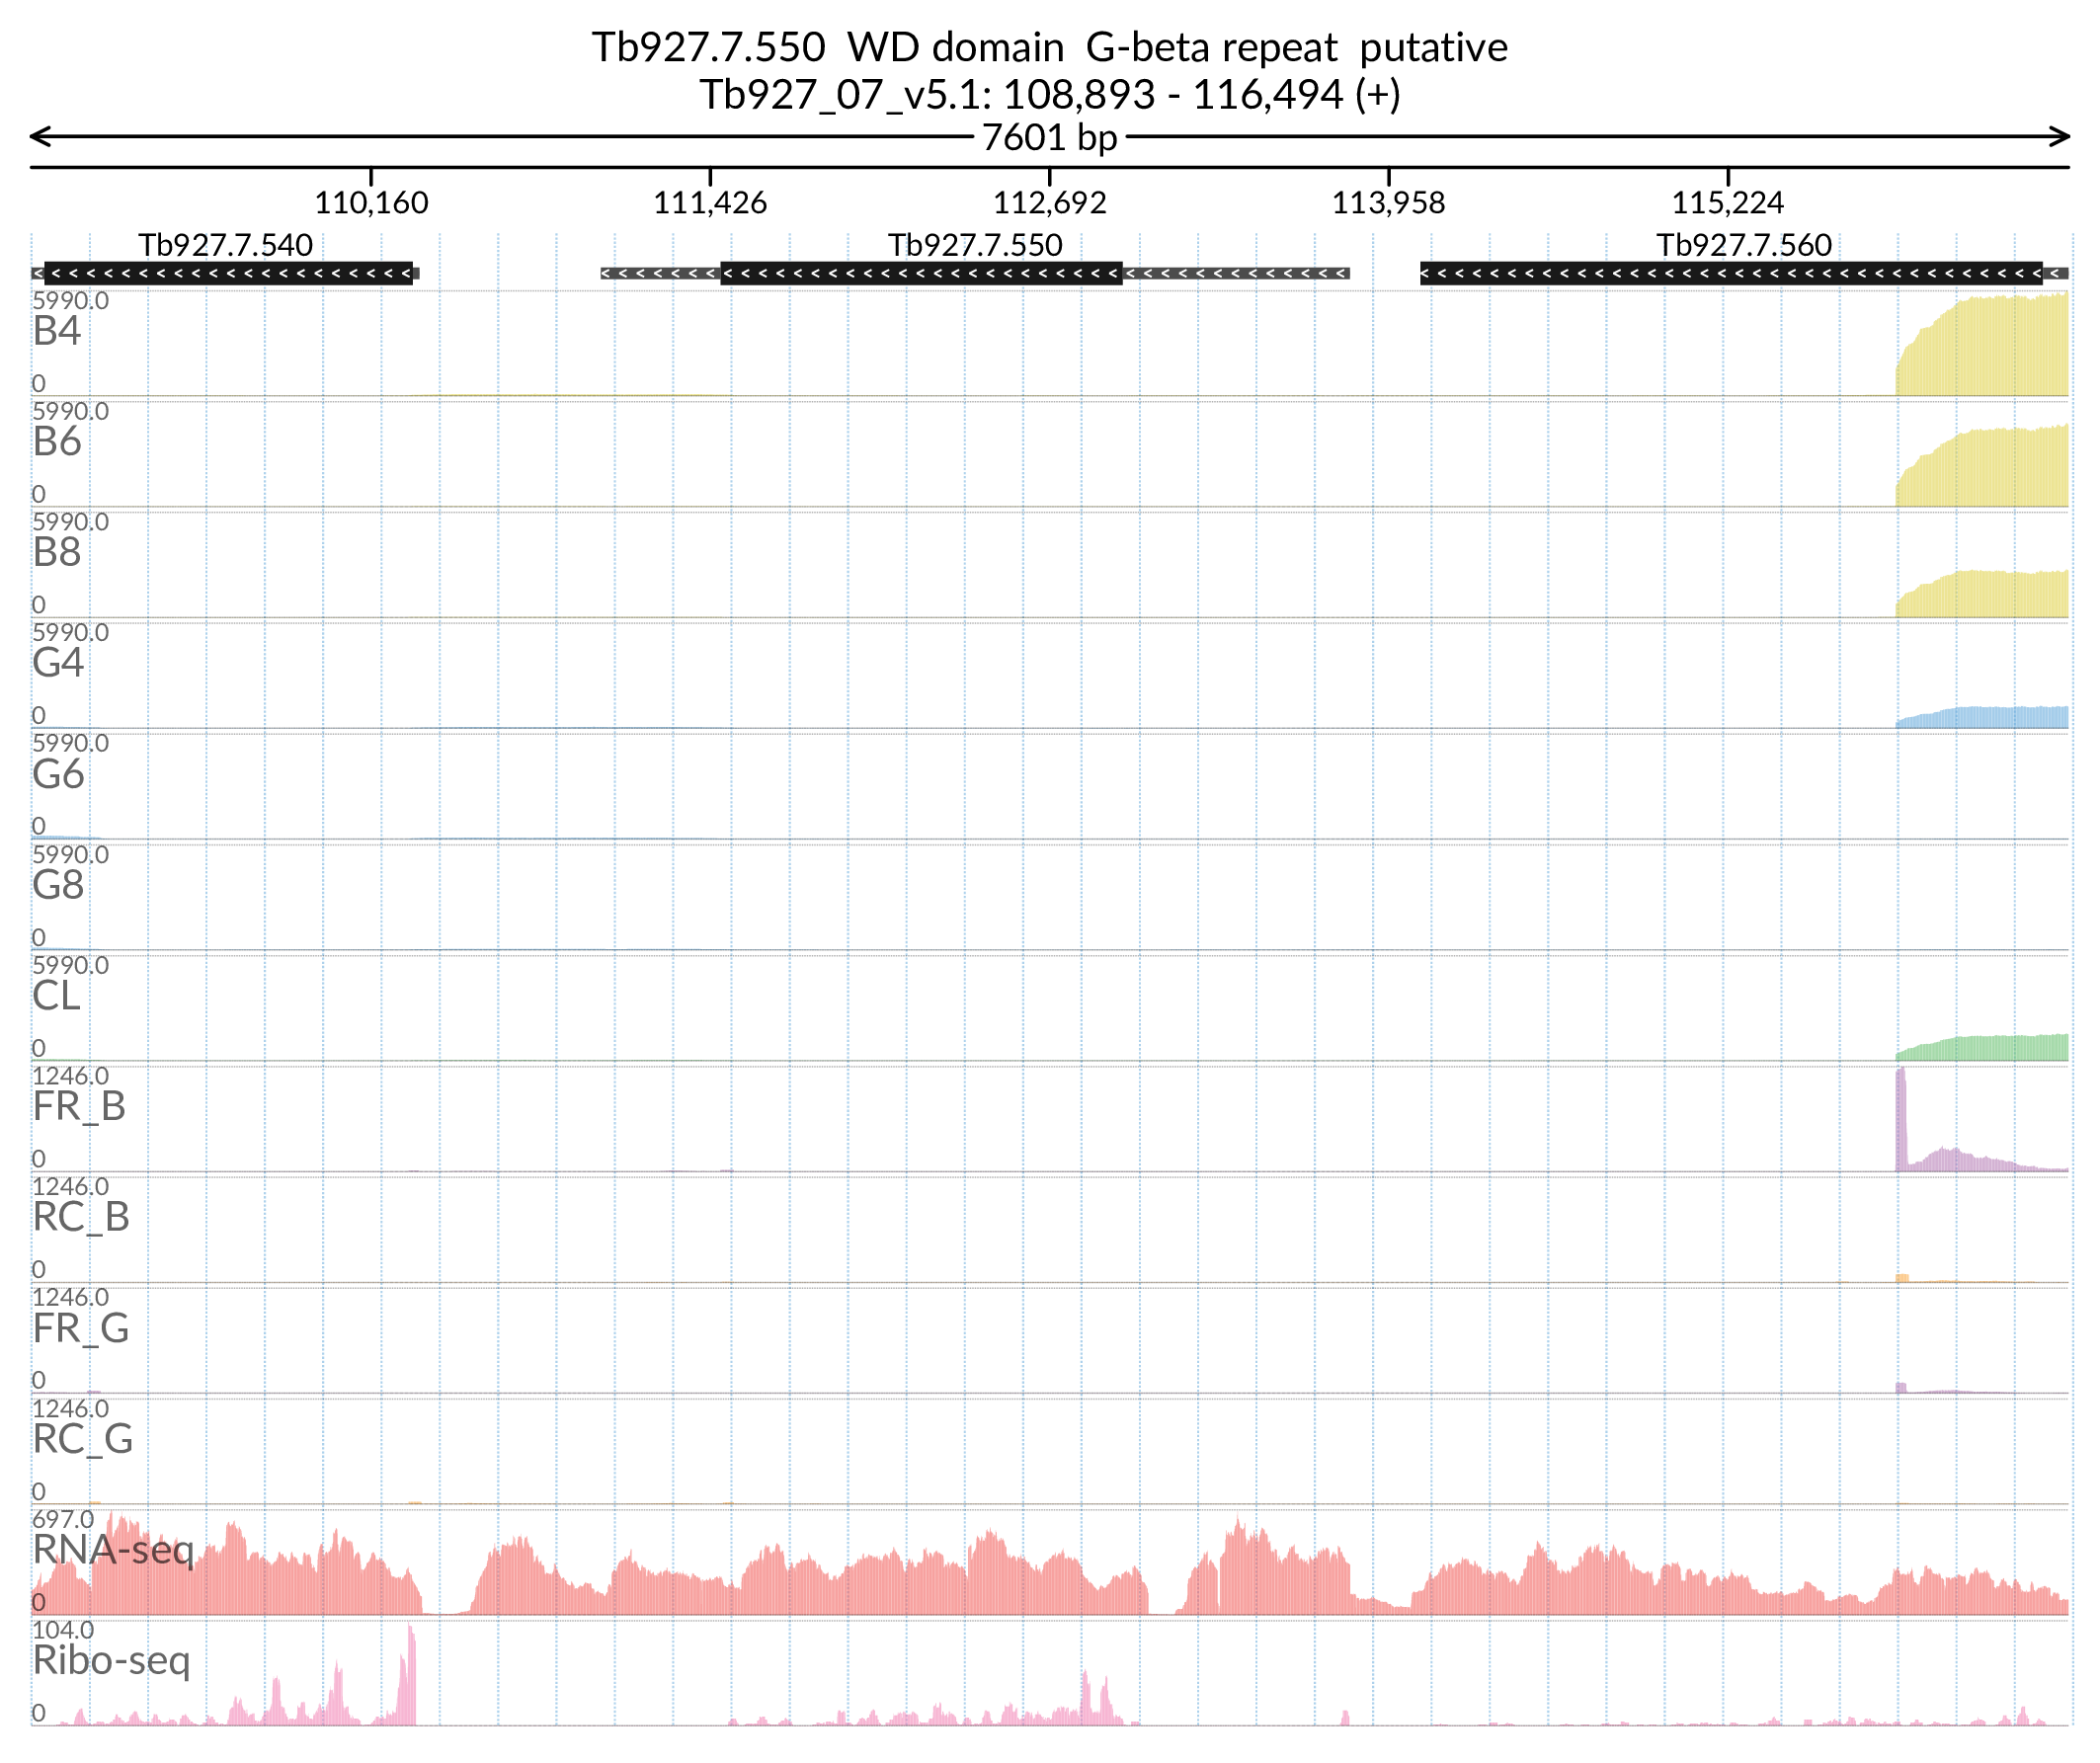 Tb927.7.550 WD domain G-beta repeat putative
Tb927_07_v5.1: 108,893 - 116,494 (+)
7601 bp
110,160 111,426 112,692 113,958 115,224
Tb927.7.540 Tb927.7.550 Tb927.7.560
5990.0
B4
0
5990.0
B6
0
5990.0
B8
0
5990.0
G4
0
5990.0
G6
0
5990.0
G8
0
5990.0
CL
0
1246.0
FR_B
0
1246.0
RC_B
0
1246.0
FR_G
0
1246.0
RC_G
0
697.0
RNA-seq
0
104.0
Ribo-seq
0